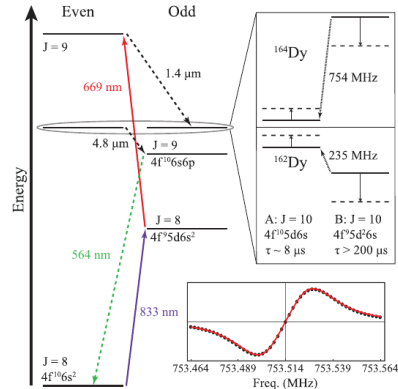 Even Odd
Energy
J = 9
669 nm
1.4 μm
4.8 μm
J = 9
4f¹⁰6s6p
J = 8
4f⁹5d6s²
564 nm
833 nm
J = 8
4f¹⁰6s²
¹⁶⁴Dy
754 MHz
¹⁶²Dy
235 MHz
A: J = 10
4f¹⁰5d6s
τ ~ 8 μs
B: J = 10
4f⁹5d²6s
τ > 200 μs
753.464 753.489 753.514 753.539 753.564
Freq. (MHz)